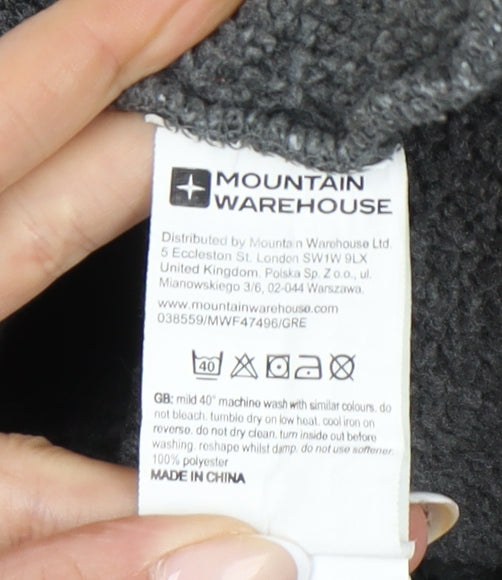 MOUNTAIN
WAREHOUSE
Distributed by Mountain Warehouse Ltd.
5 Eccleston St. London SW1W 9LX
United Kingdom. Polska Sp. Z o.o., ul.
Mianowskiego 3/6, 02-044 Warszawa.
www.mountainwarehouse.com
038559/MWF47496/GRE
40
GB: mild 40° machine wash with similar colours. do
not bleach. tumble dry on low heat. cool iron on
reverse. do not dry clean. turn inside out before
washing. reshape whilst damp. do not use softener.
100% polyester
MADE IN CHINA